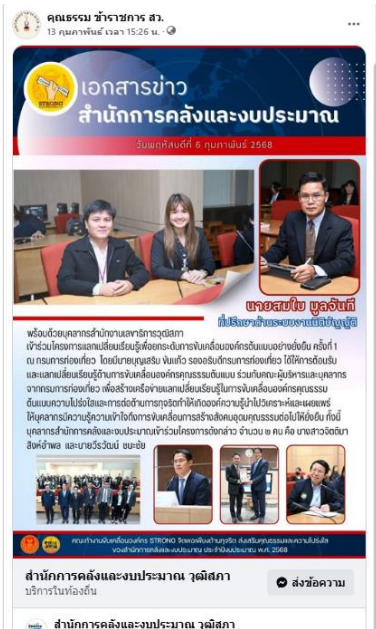 คุณธรรม ข้าราชการ สว.
13 กุมภาพันธ์ เวลา 15:26 น.
STRONG
เอกสารข่าว
สำนักการคลังและงบประมาณ
วันพฤหัสบดีที่ 6 กุมภาพันธ์ 2568
นายสมใบ มูลจันที
ที่ปรึกษาด้านระบบงานนิติบัญญัติ
พร้อมด้วยบุคลากรสำนักงานเลขาธิการวุฒิสภา
เข้าร่วมโครงการแลกเปลี่ยนเรียนรู้เพื่อยกระดับการขับเคลื่อนองค์กรต้นแบบอย่างยั่งยืน ครั้งที่ 1
ณ กรมการท่องเที่ยว โดยมีนายบุญเสริม ขันแก้ว รองอธิบดีกรมการท่องเที่ยว ได้ให้การต้อนรับ
และแลกเปลี่ยนเรียนรู้ด้านการขับเคลื่อนองค์กรคุณธรรมต้นแบบ ร่วมกับคณะผู้บริหารและบุคลากร
จากกรมการท่องเที่ยว เพื่อสร้างเครือข่ายแลกเปลี่ยนเรียนรู้ในการขับเคลื่อนองค์กรคุณธรรม
ต้นแบบความโปร่งใสและการต่อต้านการทุจริตทำให้เกิดองค์ความรู้นำไปวิเคราะห์และเผยแพร่
ให้บุคลากรมีความรู้ความเข้าใจถึงการขับเคลื่อนการสร้างสังคมอุดมคุณธรรมต่อไปให้ยั่งยืน ทั้งนี้
บุคลากรสำนักการคลังและงบประมาณเข้าร่วมโครงการดังกล่าว จำนวน ๒ คน คือ นางสาวจิตติมา
สิงห์อำพล และนายวีรวัฒน์ ชนะชัย
คณะทำงานขับเคลื่อนองค์กร STRONG จิตพอเพียงต้านทุจริต ส่งเสริมคุณธรรมและความโปร่งใส
ของสำนักการคลังและงบประมาณ ประจำปีงบประมาณ พ.ศ. 2568
สำนักการคลังและงบประมาณ วุฒิสภา
บริการในท้องถิ่น
ส่งข้อความ
สำนักการคลังและงบประมาณ วุฒิสภา